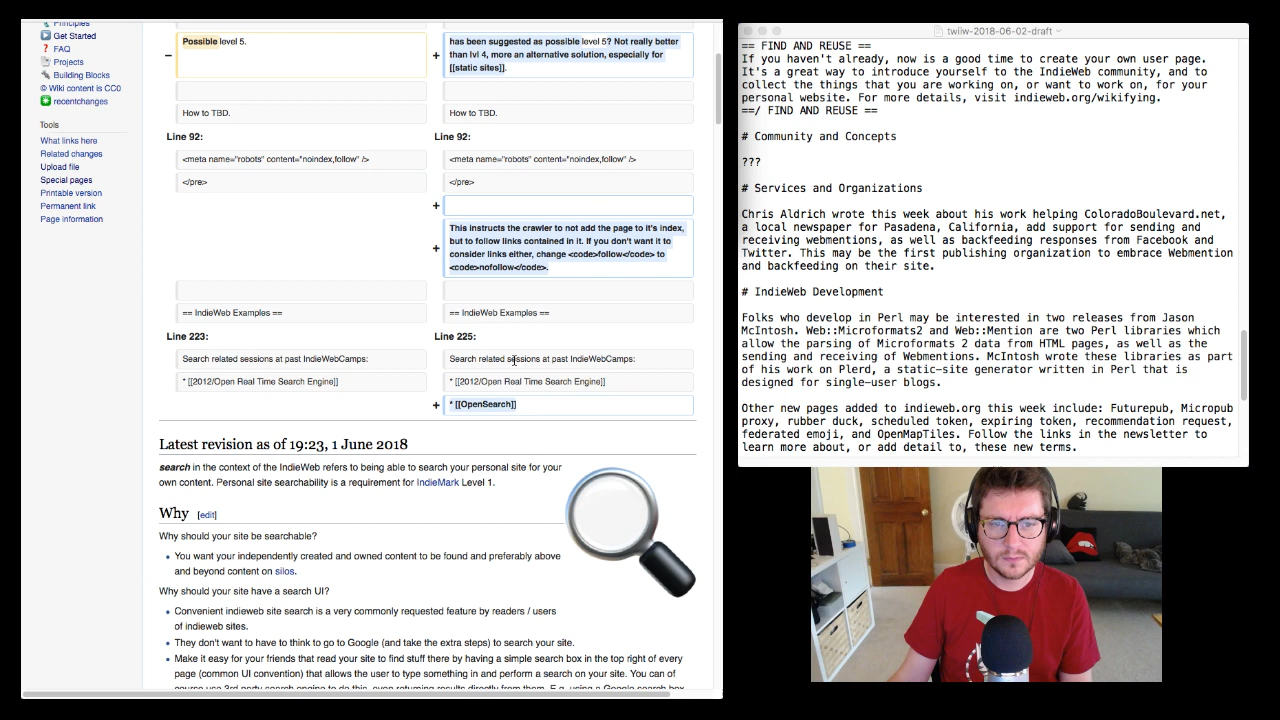 Principles
Get Started
FAQ
Projects
Building Blocks
© Wiki content is CC0
recentchanges
Tools
What links here
Related changes
Upload file
Special pages
Printable version
Permanent link
Page information
− Possible level 5.
+ has been suggested as possible level 5? Not really better
than lvl 4, more an alternative solution, especially for
[[static sites]].
How to TBD.
How to TBD.
Line 92:
Line 92:
<meta name="robots" content="noindex,follow" />
<meta name="robots" content="noindex,follow" />
</pre>
</pre>
+
+ This instructs the crawler to not add the page to it's index,
but to follow links contained in it. If you don't want it to
consider links either, change <code>follow</code> to
<code>nofollow</code>.
== IndieWeb Examples ==
== IndieWeb Examples ==
Line 223:
Line 225:
Search related sessions at past IndieWebCamps:
Search related sessions at past IndieWebCamps:
* [[2012/Open Real Time Search Engine]]
* [[2012/Open Real Time Search Engine]]
+ * [[OpenSearch]]
Latest revision as of 19:23, 1 June 2018
search in the context of the IndieWeb refers to being able to search your personal site for your
own content. Personal site searchability is a requirement for IndieMark Level 1.
Why [edit]
Why should your site be searchable?
• You want your independently created and owned content to be found and preferably above
and beyond content on silos.
Why should your site have a search UI?
• Convenient indieweb site search is a very commonly requested feature by readers / users
of indieweb sites.
• They don't want to have to think to go to Google (and take the extra steps) to search your site.
• Make it easy for your friends that read your site to find stuff there by having a simple search box in the top right of every
page (common UI convention) that allows the user to type something in and perform a search on your site. You can of
course use 3rd party search engine to do this, even returning results directly from them. E.g. using a Google search box
twiiw-2018-06-02-draft
== FIND AND REUSE ==
If you haven't already, now is a good time to create your own user page.
It's a great way to introduce yourself to the IndieWeb community, and to
collect the things that you are working on, or want to work on, for your
personal website. For more details, visit indieweb.org/wikifying.
==/ FIND AND REUSE ==
# Community and Concepts
???
# Services and Organizations
Chris Aldrich wrote this week about his work helping ColoradoBoulevard.net,
a local newspaper for Pasadena, California, add support for sending and
receiving webmentions, as well as backfeeding responses from Facebook and
Twitter. This may be the first publishing organization to embrace Webmention
and backfeeding on their site.
# IndieWeb Development
Folks who develop in Perl may be interested in two releases from Jason
McIntosh. Web::Microformats2 and Web::Mention are two Perl libraries which
allow the parsing of Microformats 2 data from HTML pages, as well as the
sending and receiving of Webmentions. McIntosh wrote these libraries as part
of his work on Plerd, a static-site generator written in Perl that is
designed for single-user blogs.
Other new pages added to indieweb.org this week include: Futurepub, Micropub
proxy, rubber duck, scheduled token, expiring token, recommendation request,
federated emoji, and OpenMapTiles. Follow the links in the newsletter to
learn more about, or add detail to, these new terms.